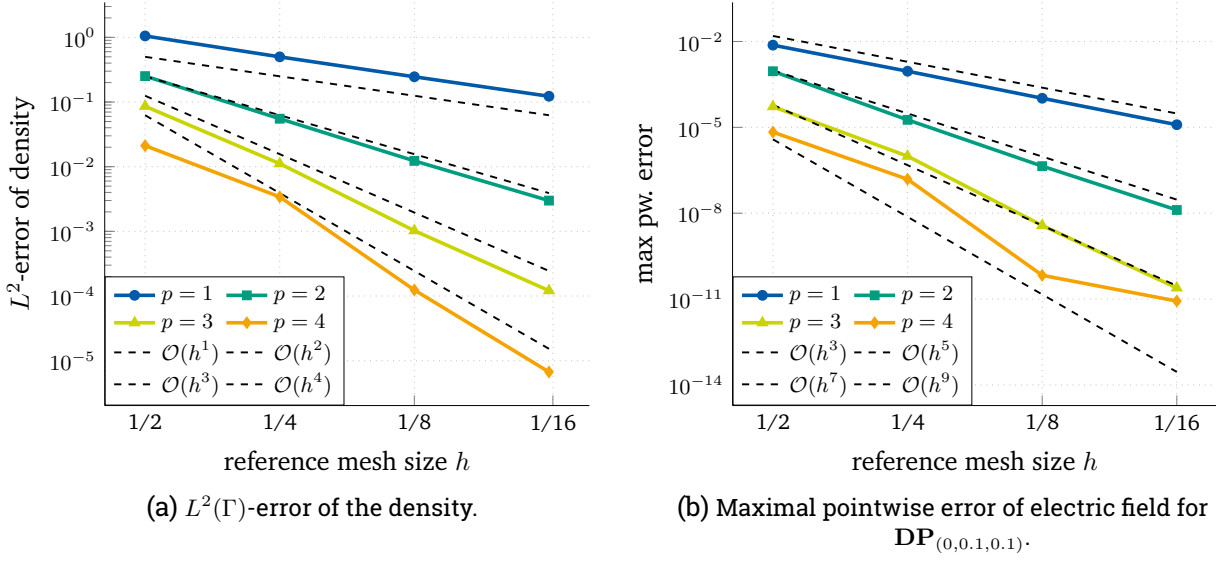 10^0
10^{-1}
10^{-2}
10^{-3}
10^{-4}
10^{-5}
L^2-error of density
p = 1 p = 2
p = 3 p = 4
O(h^1) O(h^2)
O(h^3) O(h^4)
1/2 1/4 1/8 1/16
reference mesh size h
(a) L^2(Γ)-error of the density.
10^{-2}
10^{-5}
10^{-8}
10^{-11}
10^{-14}
max pw. error
p = 1 p = 2
p = 3 p = 4
O(h^3) O(h^5)
O(h^7) O(h^9)
1/2 1/4 1/8 1/16
reference mesh size h
(b) Maximal pointwise error of electric field for
DP_{(0,0.1,0.1)}.